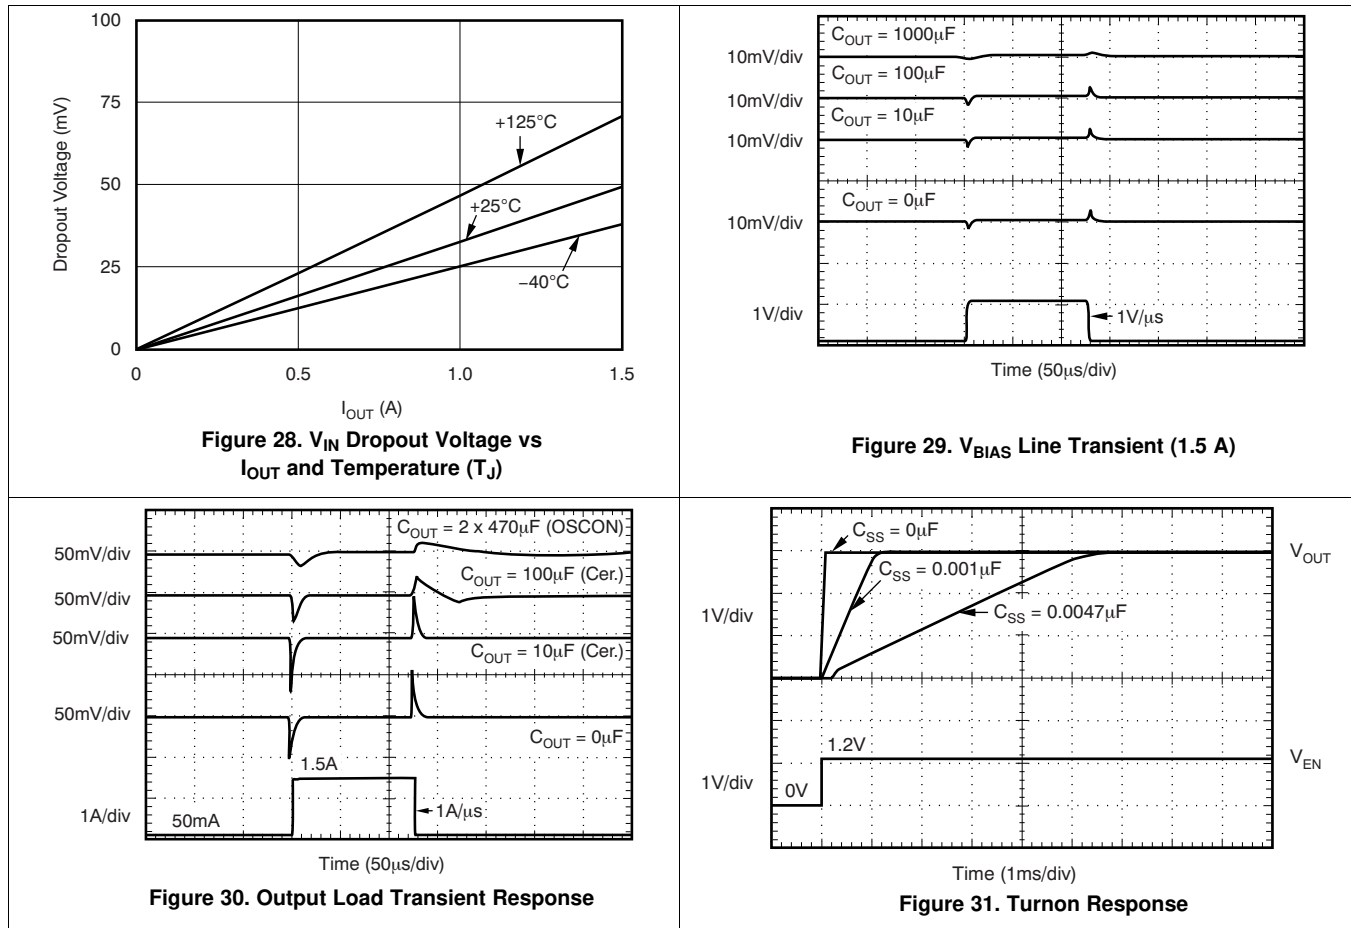 100
75
50
25
0
Dropout Voltage (mV)
+125°C
+25°C
−40°C
0 0.5 1.0 1.5
I_OUT (A)
Figure 28. V_IN Dropout Voltage vs
I_OUT and Temperature (T_J)
C_OUT = 1000µF
10mV/div
C_OUT = 100µF
10mV/div
C_OUT = 10µF
10mV/div
C_OUT = 0µF
10mV/div
1V/div
1V/µs
Time (50µs/div)
Figure 29. V_BIAS Line Transient (1.5 A)
C_OUT = 2 x 470µF (OSCON)
50mV/div
C_OUT = 100µF (Cer.)
50mV/div
50mV/div
C_OUT = 10µF (Cer.)
50mV/div
C_OUT = 0µF
1.5A
1A/div
50mA
1A/µs
Time (50µs/div)
Figure 30. Output Load Transient Response
C_SS = 0µF
V_OUT
C_SS = 0.001µF
1V/div
C_SS = 0.0047µF
1.2V
V_EN
1V/div
0V
Time (1ms/div)
Figure 31. Turnon Response